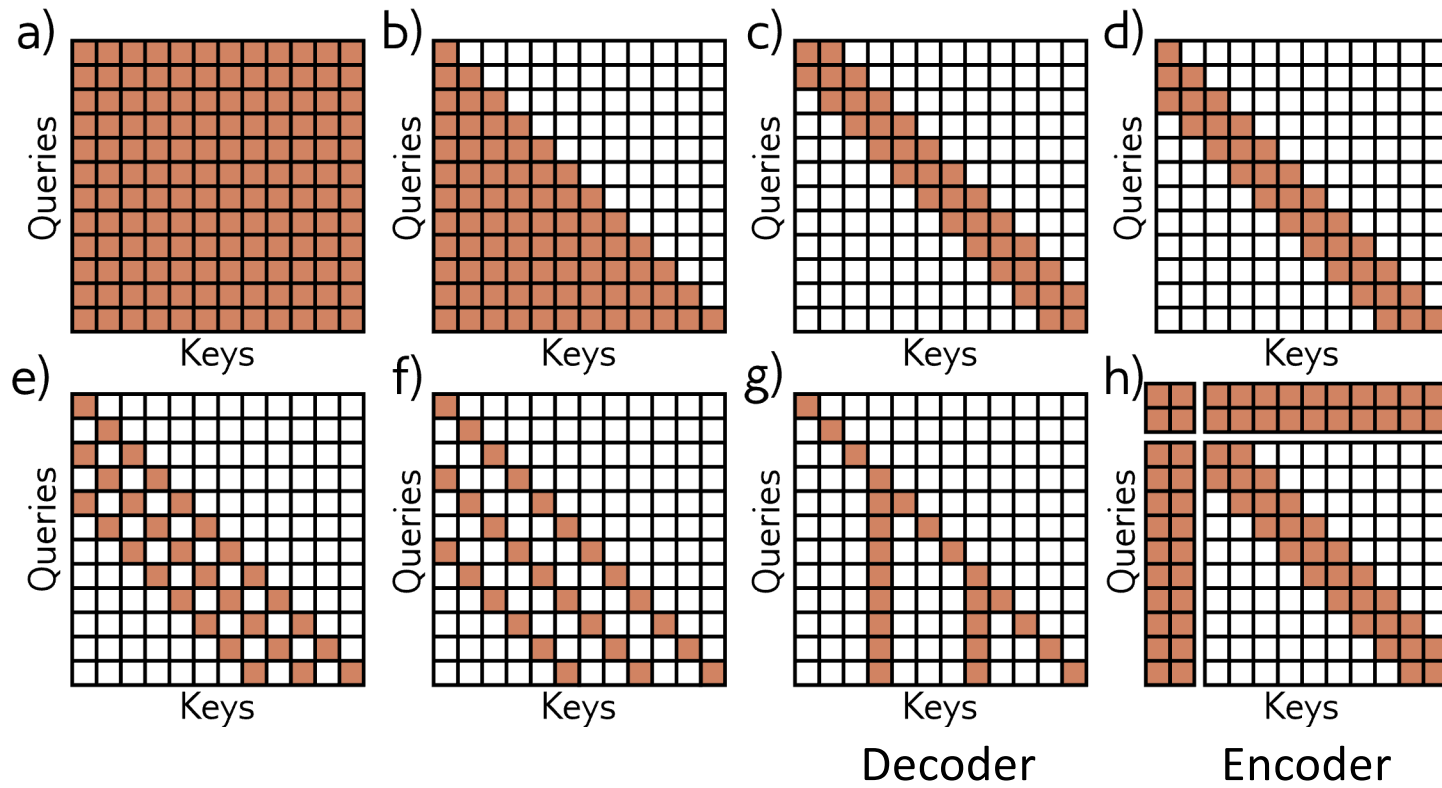 a) b) c) d)
Queries Queries Queries Queries
Keys Keys Keys Keys
e) f) g) h)
Queries Queries Queries Queries
Keys Keys Keys Keys
Decoder Encoder